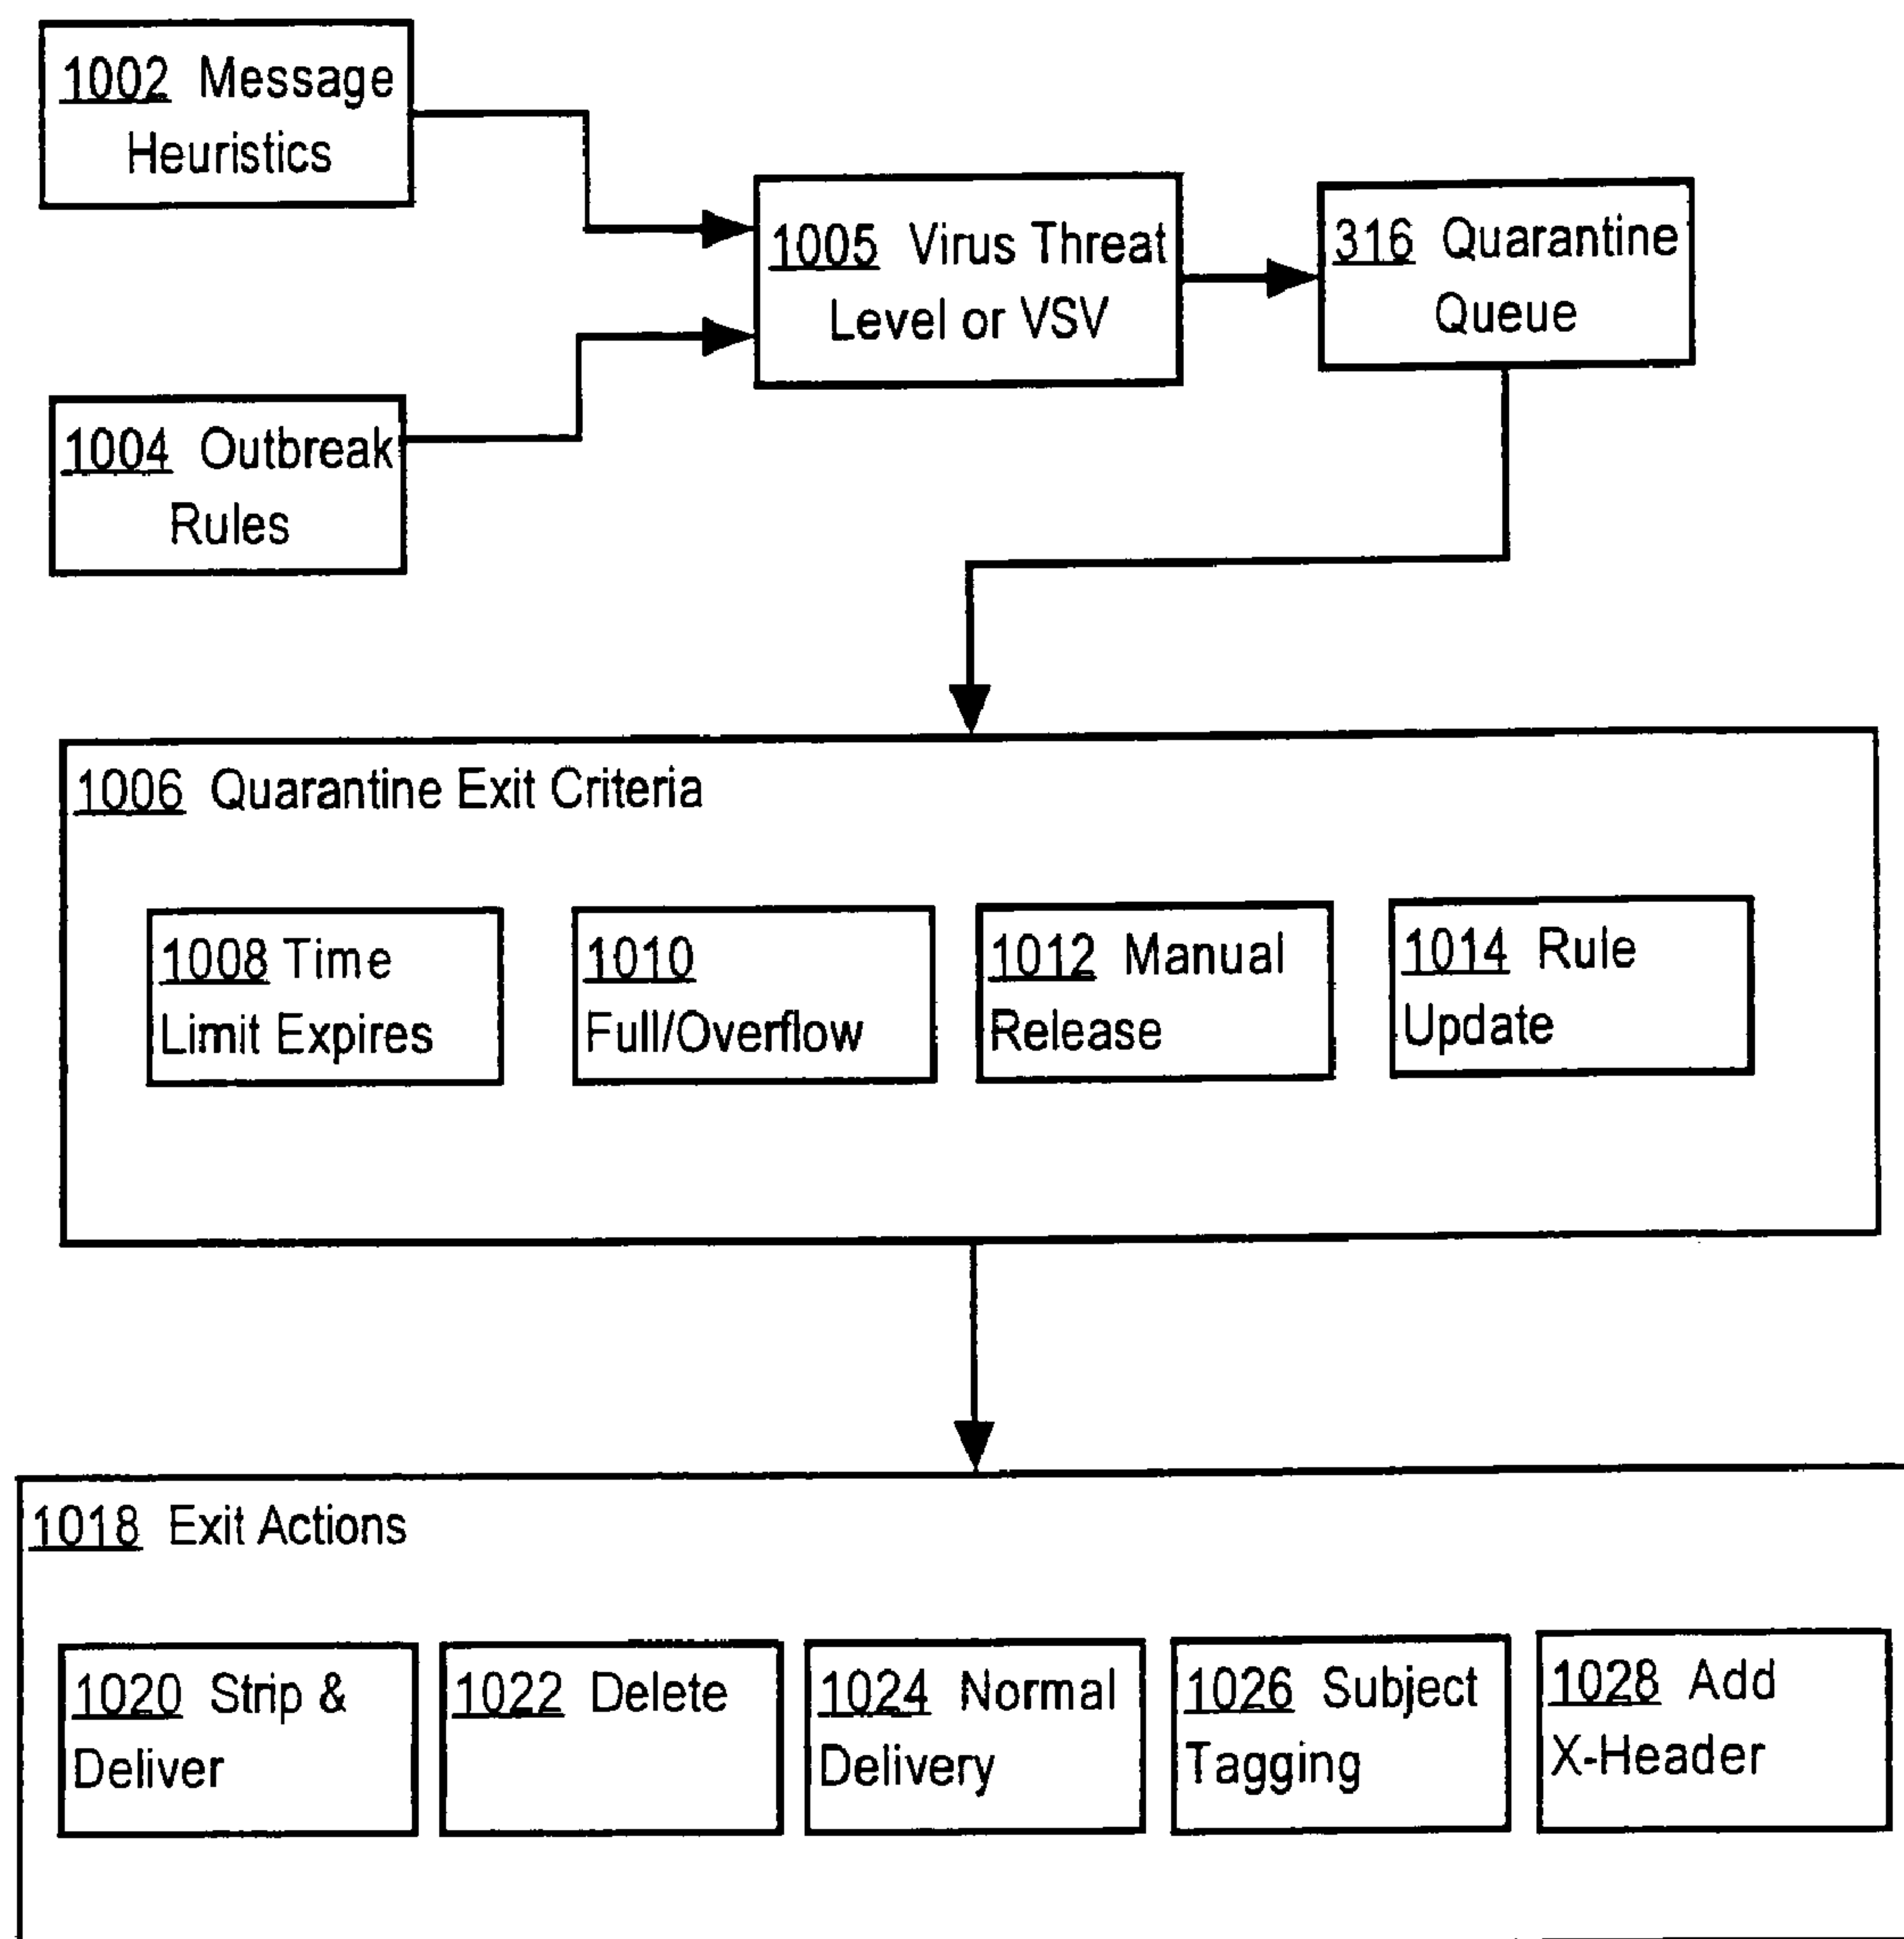 1002 Message
Heuristics
1005 Virus Threat
Level or VSV
316 Quarantine
Queue
1004 Outbreak
Rules
1006 Quarantine Exit Criteria
1008 Time
Limit Expires
1010
Full/Overflow
1012 Manual
Release
1014 Rule
Update
1018 Exit Actions
1020 Strip &
Deliver
1022 Delete
1024 Normal
Delivery
1026 Subject
Tagging
1028 Add
X-Header